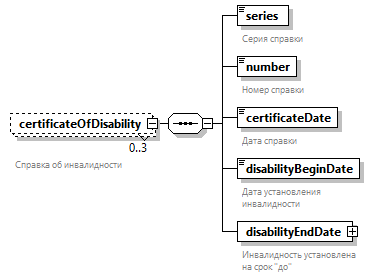 series
Серия справки
number
Номер справки
certificateOfDisability
0..3
Справка об инвалидности
certificateDate
Дата справки
disabilityBeginDate
Дата установления
инвалидности
disabilityEndDate
Инвалидность установлена
на срок "до"